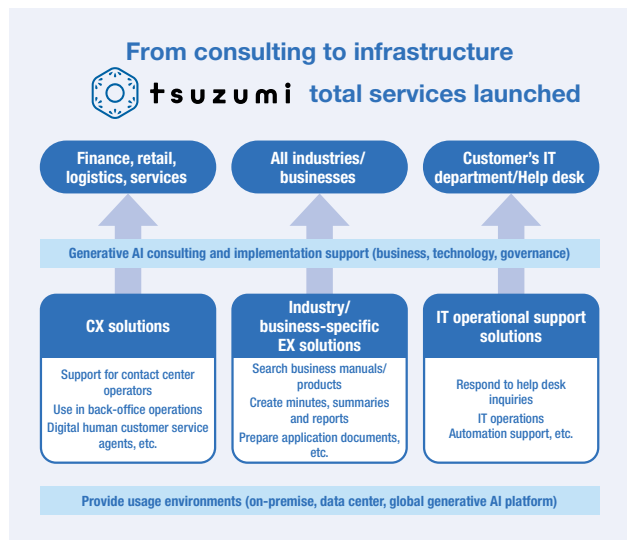 From consulting to infrastructure
tsuzumi total services launched
Finance, retail,
logistics, services
All industries/
businesses
Customer's IT
department/Help desk
Generative AI consulting and implementation support (business, technology, governance)
CX solutions
Support for contact center
operators
Use in back-office operations
Digital human customer service
agents, etc.
Industry/
business-specific
EX solutions
Search business manuals/
products
Create minutes, summaries
and reports
Prepare application documents,
etc.
IT operational support
solutions
Respond to help desk
inquiries
IT operations
Automation support, etc.
Provide usage environments (on-premise, data center, global generative AI platform)